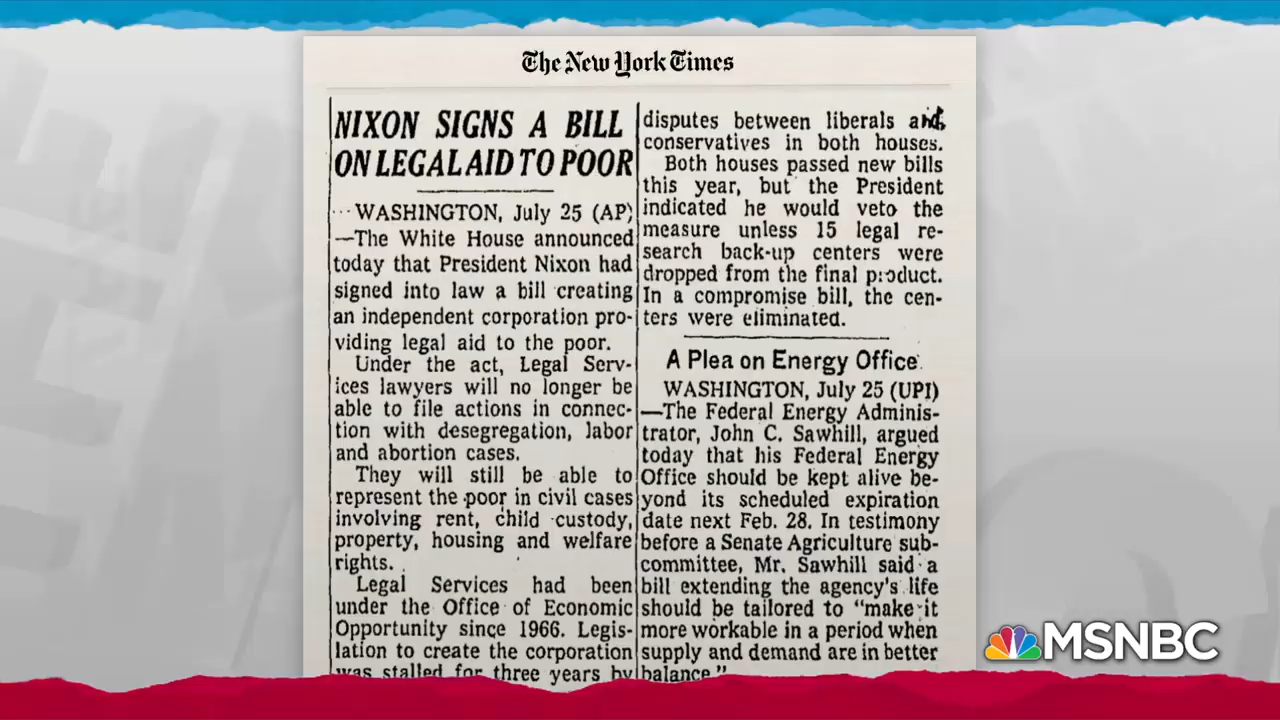 The New York Times
NIXON SIGNS A BILL
ON LEGAL AID TO POOR
WASHINGTON, July 25 (AP)
—The White House announced
today that President Nixon had
signed into law a bill creating
an independent corporation pro-
viding legal aid to the poor.
Under the act, Legal Serv-
ices lawyers will no longer be
able to file actions in connec-
tion with desegregation, labor
and abortion cases.
They will still be able to
represent the poor in civil cases
involving rent, child custody,
property, housing and welfare
rights.
Legal Services had been
under the Office of Economic
Opportunity since 1966. Legis-
lation to create the corporation
was stalled for three years by
disputes between liberals and
conservatives in both houses.
Both houses passed new bills
this year, but the President
indicated he would veto the
measure unless 15 legal re-
search back-up centers were
dropped from the final product.
In a compromise bill, the cen-
ters were eliminated.
A Plea on Energy Office
WASHINGTON, July 25 (UPI)
—The Federal Energy Adminis-
trator, John C. Sawhill, argued
today that his Federal Energy
Office should be kept alive be-
yond its scheduled expiration
date next Feb. 28. In testimony
before a Senate Agriculture sub-
committee, Mr. Sawhill said a
bill extending the agency's life
should be tailored to "make it
more workable in a period when
supply and demand are in better
balance."
MSNBC